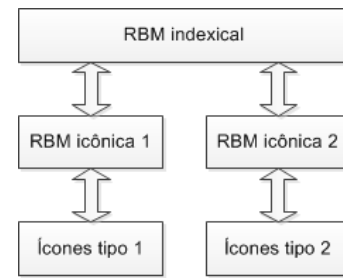 RBM indexical
RBM icônica 1
RBM icônica 2
Ícones tipo 1
Ícones tipo 2